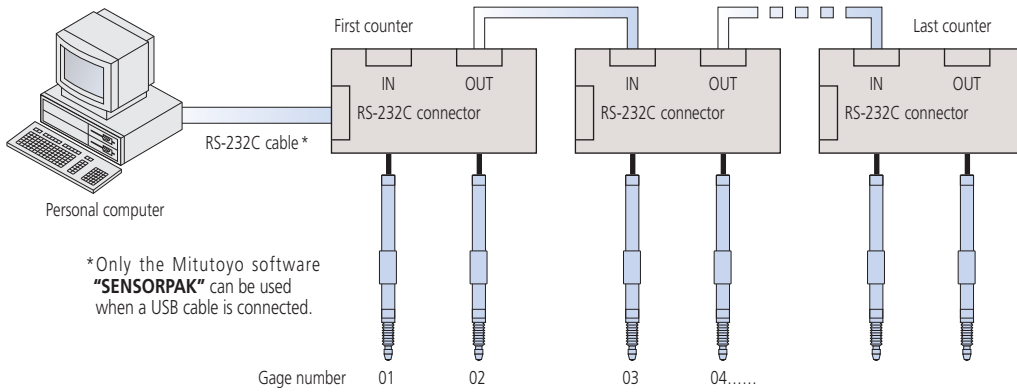 First counter
Last counter
IN OUT
IN OUT
IN OUT
RS-232C connector
RS-232C connector
RS-232C connector
RS-232C cable *
Personal computer
*Only the Mitutoyo software
"SENSORPAK" can be used
when a USB cable is connected.
Gage number 01 02 03 04......